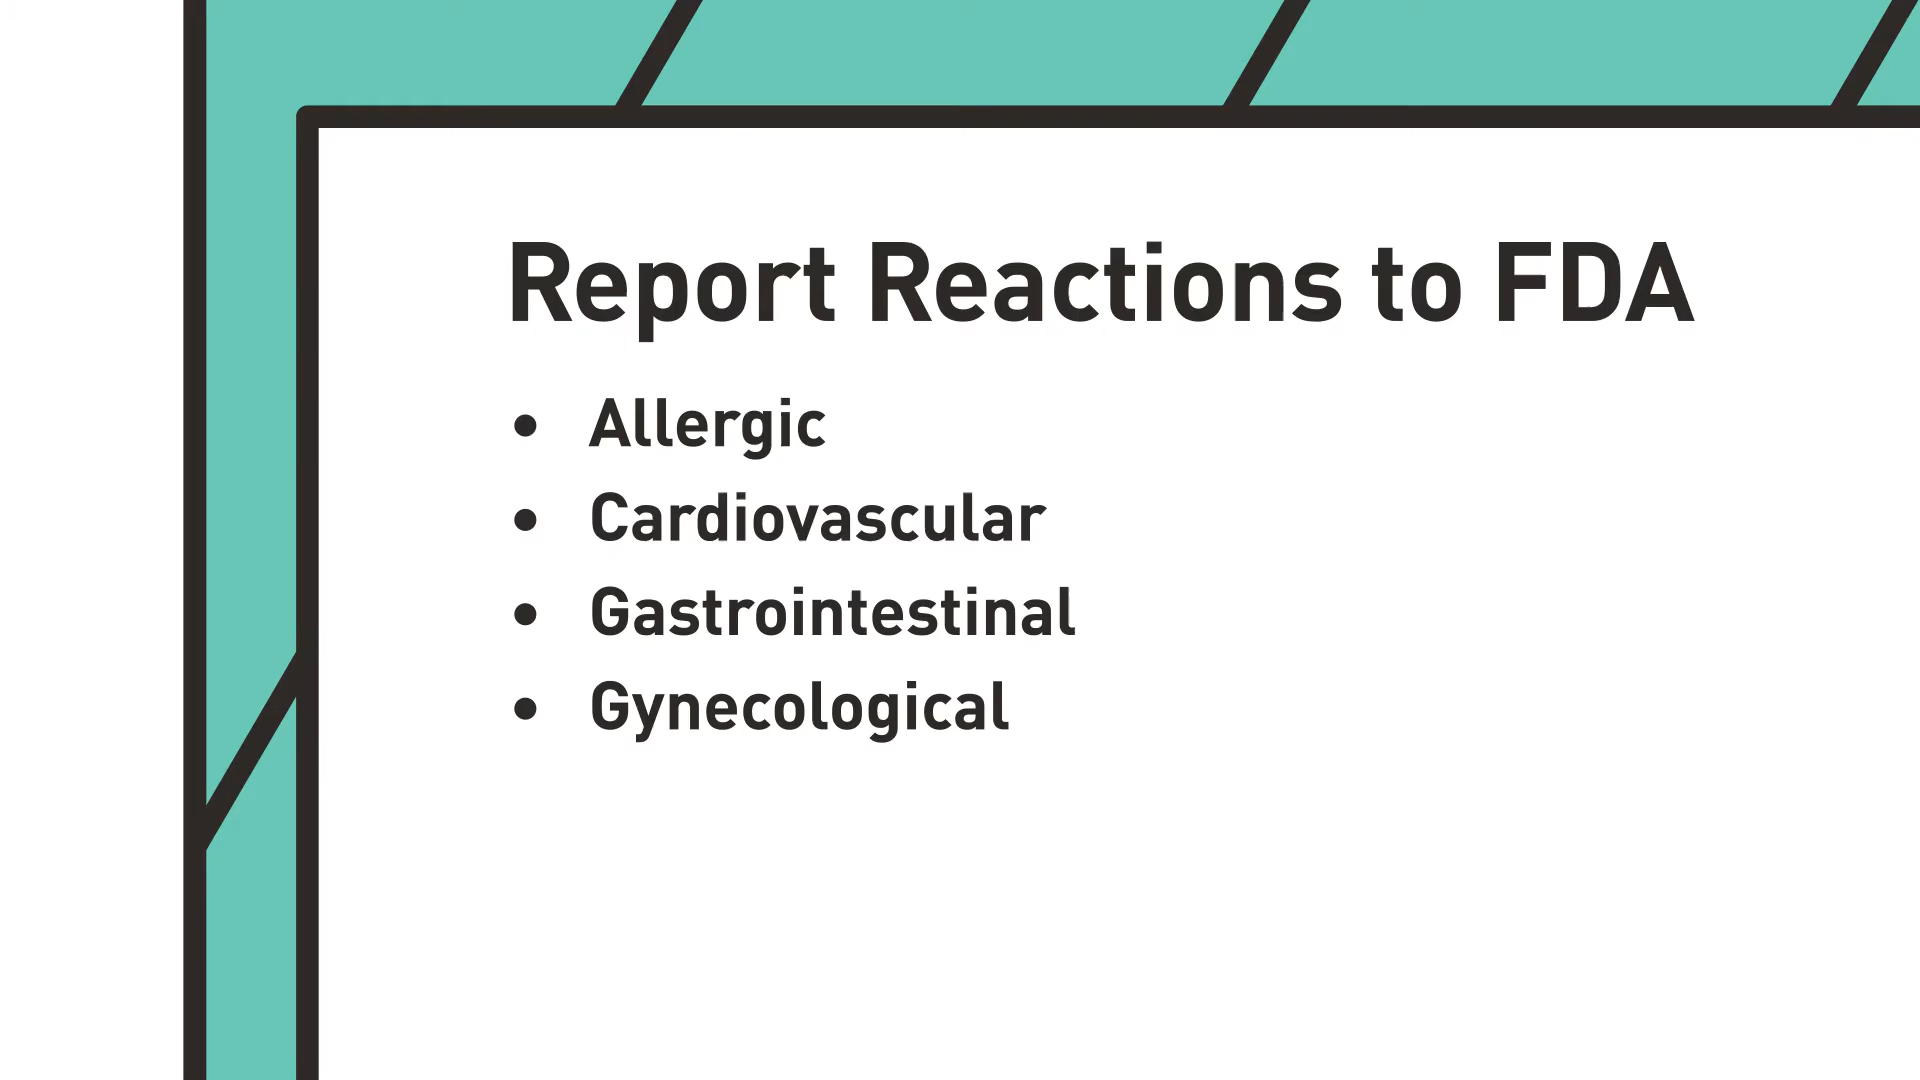 Report Reactions to FDA
• Allergic
• Cardiovascular
• Gastrointestinal
• Gynecological